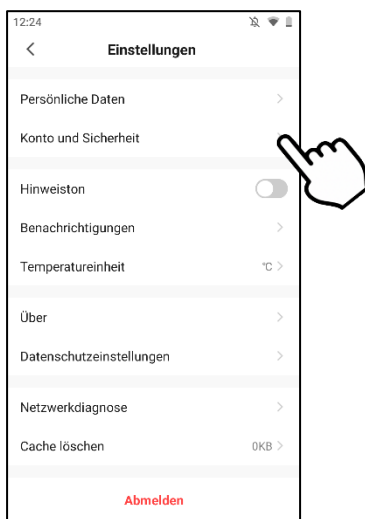 12:24
Einstellungen
Persönliche Daten
Konto und Sicherheit
Hinweiston
Benachrichtigungen
Temperatureinheit °C
Über
Datenschutzeinstellungen
Netzwerkdiagnose
Cache löschen 0KB
Abmelden